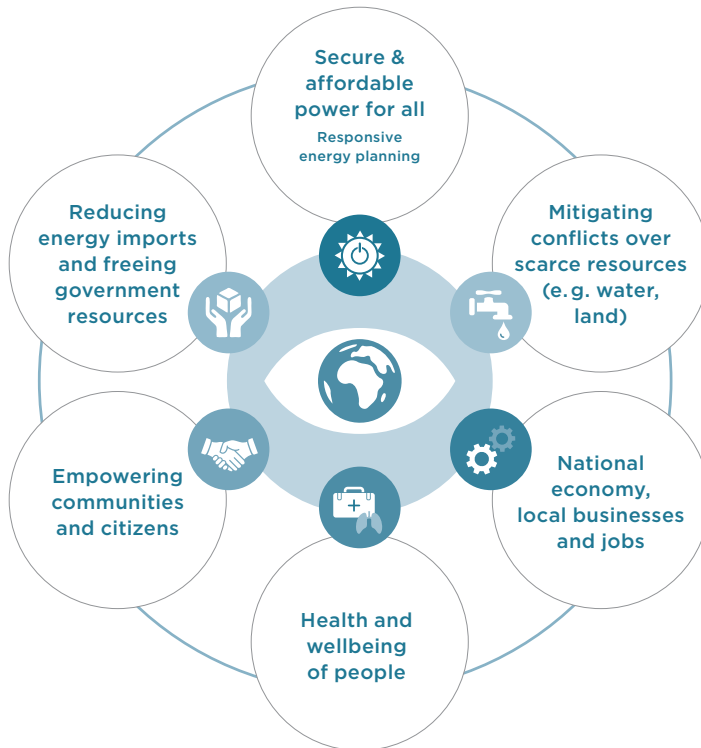 Secure &
affordable
power for all
Responsive
energy planning
Reducing
energy imports
and freeing
government
resources
Mitigating
conflicts over
scarce resources
(e. g. water,
land)
Empowering
communities
and citizens
National
economy,
local businesses
and jobs
Health and
wellbeing
of people